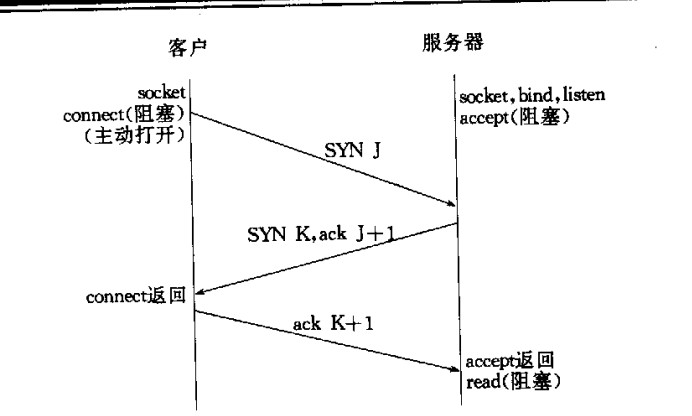 客户
服务器
socket
connect(阻塞)
(主动打开)
socket,bind,listen
accept(阻塞)
SYN J
SYN K,ack J+1
connect返回
ack K+1
accept返回
read(阻塞)